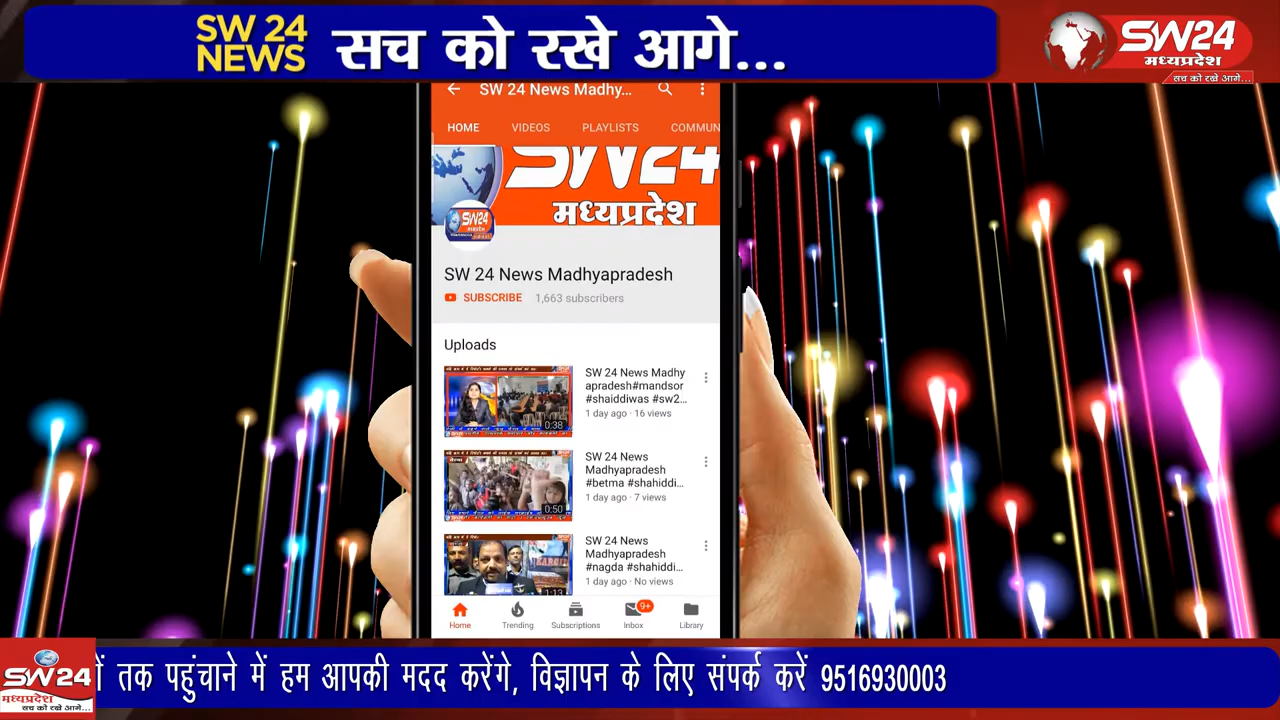 SW 24
NEWS
सच को रखे आगे...
SW24
मध्यप्रदेश
सच को रखे आगे...
SW 24 News Madhy...
HOME VIDEOS PLAYLISTS COMMUN
SW24
मध्यप्रदेश
SW24
SW 24 News Madhyapradesh
SUBSCRIBE 1,663 subscribers
Uploads
SW 24 News Madhy
apradesh#mandsor
#shaiddiwas #sw2...
1 day ago · 16 views
0:38
SW 24 News
Madhyapradesh
#betma #shahiddi...
1 day ago · 7 views
0:50
SW 24 News
Madhyapradesh
#nagda #shahiddi...
1 day ago · No views
1:13
9+
Home Trending Subscriptions Inbox Library
SW24
मध्यप्रदेश
सच को रखे आगे...
तक पहुंचाने में हम आपकी मदद करेंगे, विज्ञापन के लिए संपर्क करें 9516930003